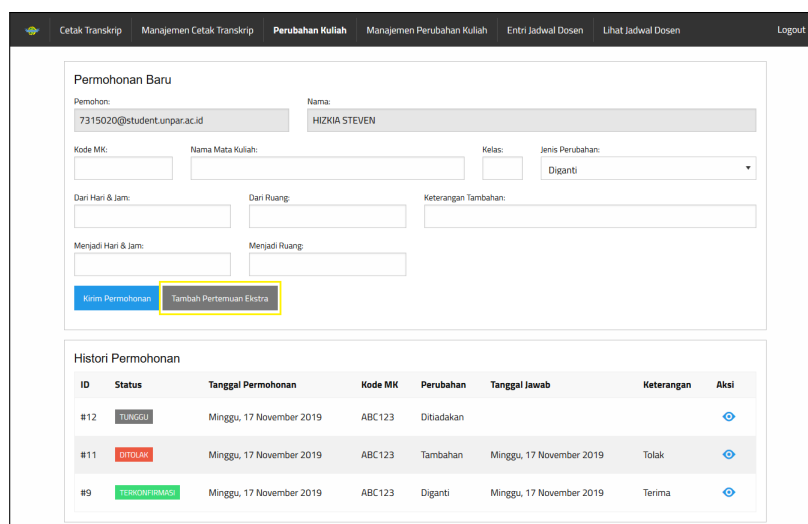 Cetak Transkrip Manajemen Cetak Transkrip Perubahan Kuliah Manajemen Perubahan Kuliah Entri Jadwal Dosen Lihat Jadwal Dosen Logout
Permohonan Baru
Pemohon: Nama:
7315020@student.unpar.ac.id HIZKIA STEVEN
Kode MK: Nama Mata Kuliah: Kelas: Jenis Perubahan:
Diganti
Dari Hari & Jam: Dari Ruang: Keterangan Tambahan:
Menjadi Hari & Jam: Menjadi Ruang:
Kirim Permohonan Tambah Pertemuan Ekstra
Histori Permohonan
ID Status Tanggal Permohonan Kode MK Perubahan Tanggal Jawab Keterangan Aksi
#12 TUNGGU Minggu, 17 November 2019 ABC123 Ditiadakan
#11 DITOLAK Minggu, 17 November 2019 ABC123 Tambahan Minggu, 17 November 2019 Tolak
#9 TERKONFIRMASI Minggu, 17 November 2019 ABC123 Diganti Minggu, 17 November 2019 Terima